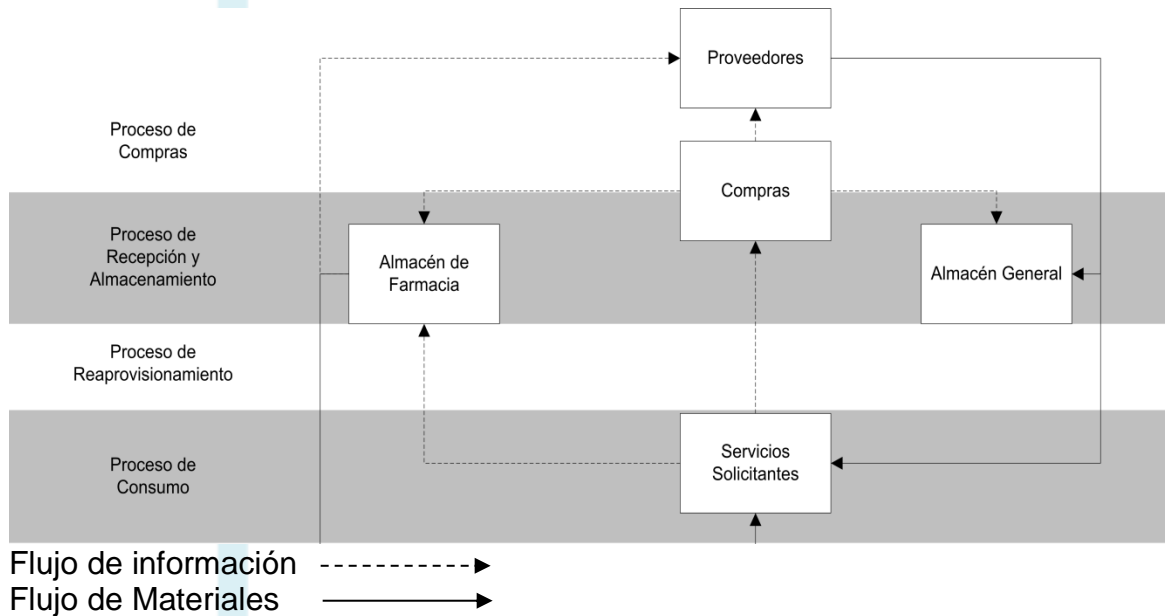 Proveedores
Proceso de
Compras
Compras
Proceso de
Recepción y
Almacenamiento
Almacén de
Farmacia
Almacén General
Proceso de
Reaprovisionamiento
Proceso de
Consumo
Servicios
Solicitantes
Flujo de información
Flujo de Materiales